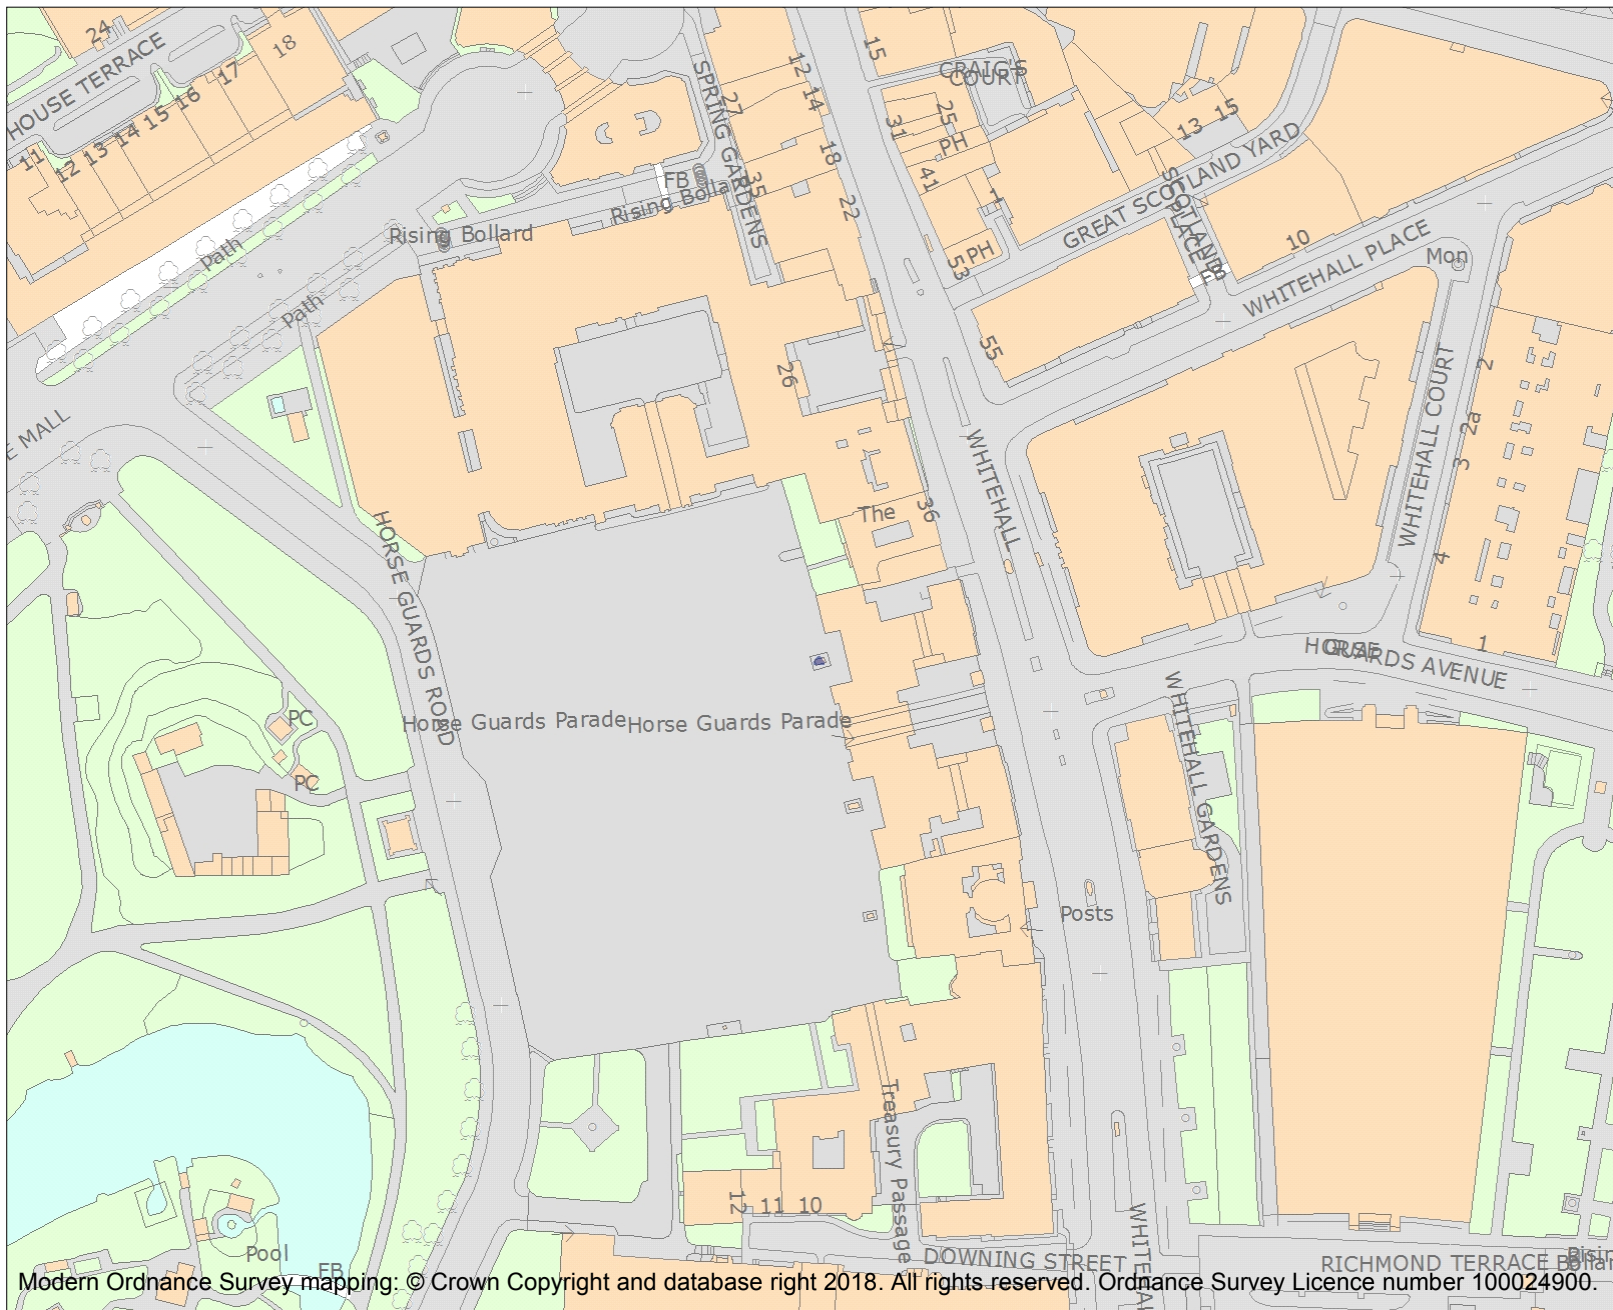 24
HOUSE TERRACE
18
17
16
15
14
13
12
11
SPRING GARDENS
27
35
12
14
18
22
15
CRAIG'S
COURT
31
25
PH
41
1
PH
53
13
15
GREAT SCOTLAND YARD
SCOTLAND
PLACE
FB
10
WHITEHALL PLACE
Mon
FB
Rising Bollard
Rising Bollard
Path
Path
55
26
WHITEHALL
WHITEHALL COURT
2
2a
3
4
1
E MALL
The
36
HORSE GUARDS ROAD
HORSE
GUARDS AVENUE
Horse Guards Parade
Horse Guards Parade
PC
PC
WHITEHALL GARDENS
Posts
Treasury Passage
12
11
10
WHITEHAL
Pool
FB
DOWNING STREET
RICHMOND TERRACE
Modern Ordnance Survey mapping: © Crown Copyright and database right 2018. All rights reserved. Ordnance Survey Licence number 100024900.